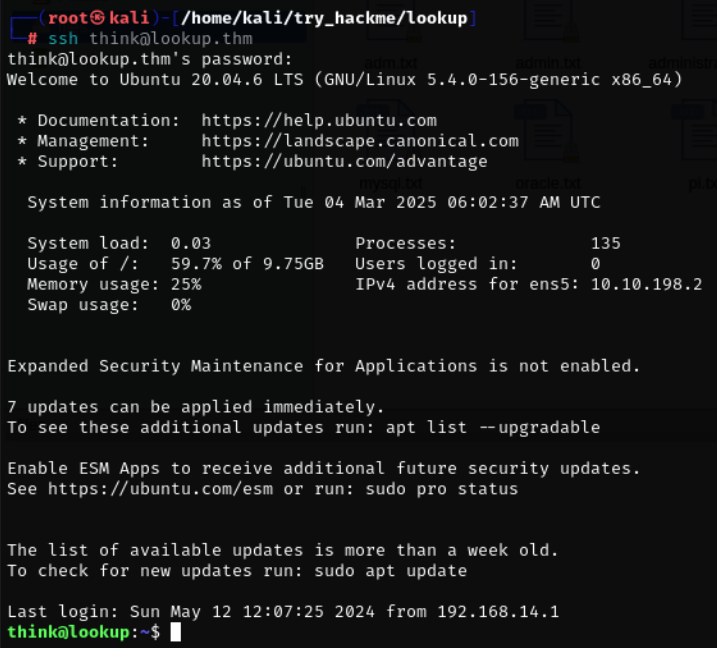 (root㉿kali)-[/home/kali/try_hackme/lookup]
# ssh think@lookup.thm
think@lookup.thm's password:
Welcome to Ubuntu 20.04.6 LTS (GNU/Linux 5.4.0-156-generic x86_64)
* Documentation:  https://help.ubuntu.com
* Management:     https://landscape.canonical.com
* Support:        https://ubuntu.com/advantage
System information as of Tue 04 Mar 2025 06:02:37 AM UTC
System load:  0.03              Processes:             135
Usage of /:   59.7% of 9.75GB   Users logged in:       0
Memory usage: 25%               IPv4 address for ens5: 10.10.198.2
Swap usage:   0%
Expanded Security Maintenance for Applications is not enabled.
7 updates can be applied immediately.
To see these additional updates run: apt list --upgradable
Enable ESM Apps to receive additional future security updates.
See https://ubuntu.com/esm or run: sudo pro status
The list of available updates is more than a week old.
To check for new updates run: sudo apt update
Last login: Sun May 12 12:07:25 2024 from 192.168.14.1
think@lookup:~$
adm.txt admin.txt
mysql.txt oracle.txt